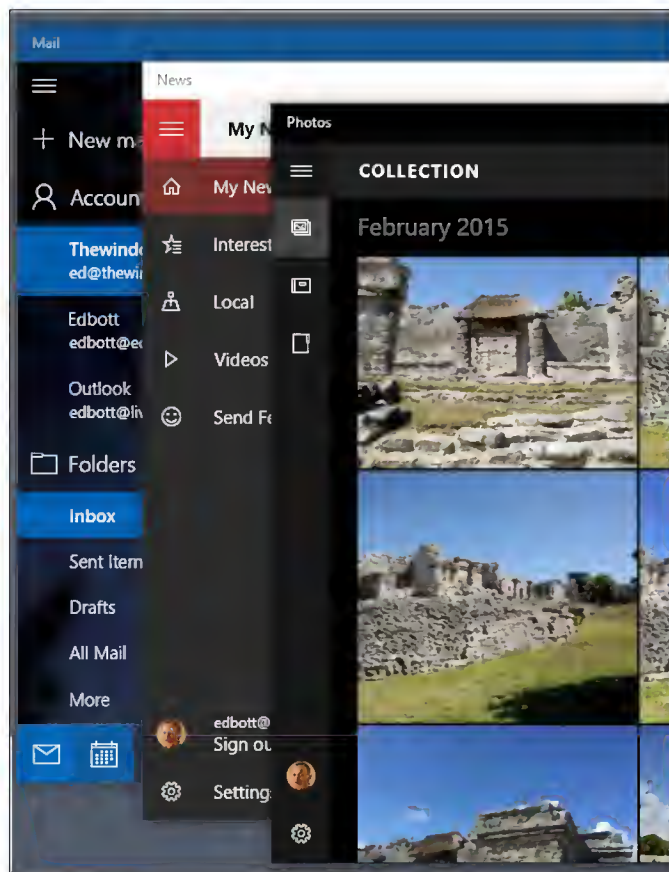 Mail
New ma
Accoun
Thewind
ed@thewi
Edbott
edbott@e
Outlook
edbott@liv
Folders
Inbox
Sent Item
Drafts
All Mail
More
News
My N
My New
Interest
Local
Videos
Send Fe
edbott@
Sign ou
Setting
Photos
COLLECTION
February 2015